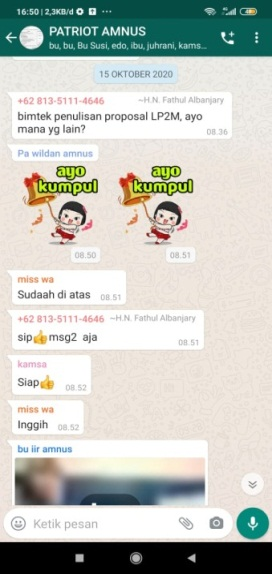 16:50 | 2,3KB/d
PATRIOT AMNUS
bu, bu, Bu Susi, edo, ibu, juhrani, kams...
15 OKTOBER 2020
+62 813-5111-4646 ~H.N. Fathul Albanjary
bimtek penulisan proposal LP2M, ayo
mana yg lain?
08.36
Pa wildan amnus
ayo
kumpul
ayo
kumpul
08.50
08.51
miss wa
Sudaah di atas 08.51
+62 813-5111-4646 ~H.N. Fathul Albanjary
sip👍msg2 aja
08.51
kamsa
Siap👍 08.52
miss wa
Inggih 08.52
bu iir amnus
Ketik pesan